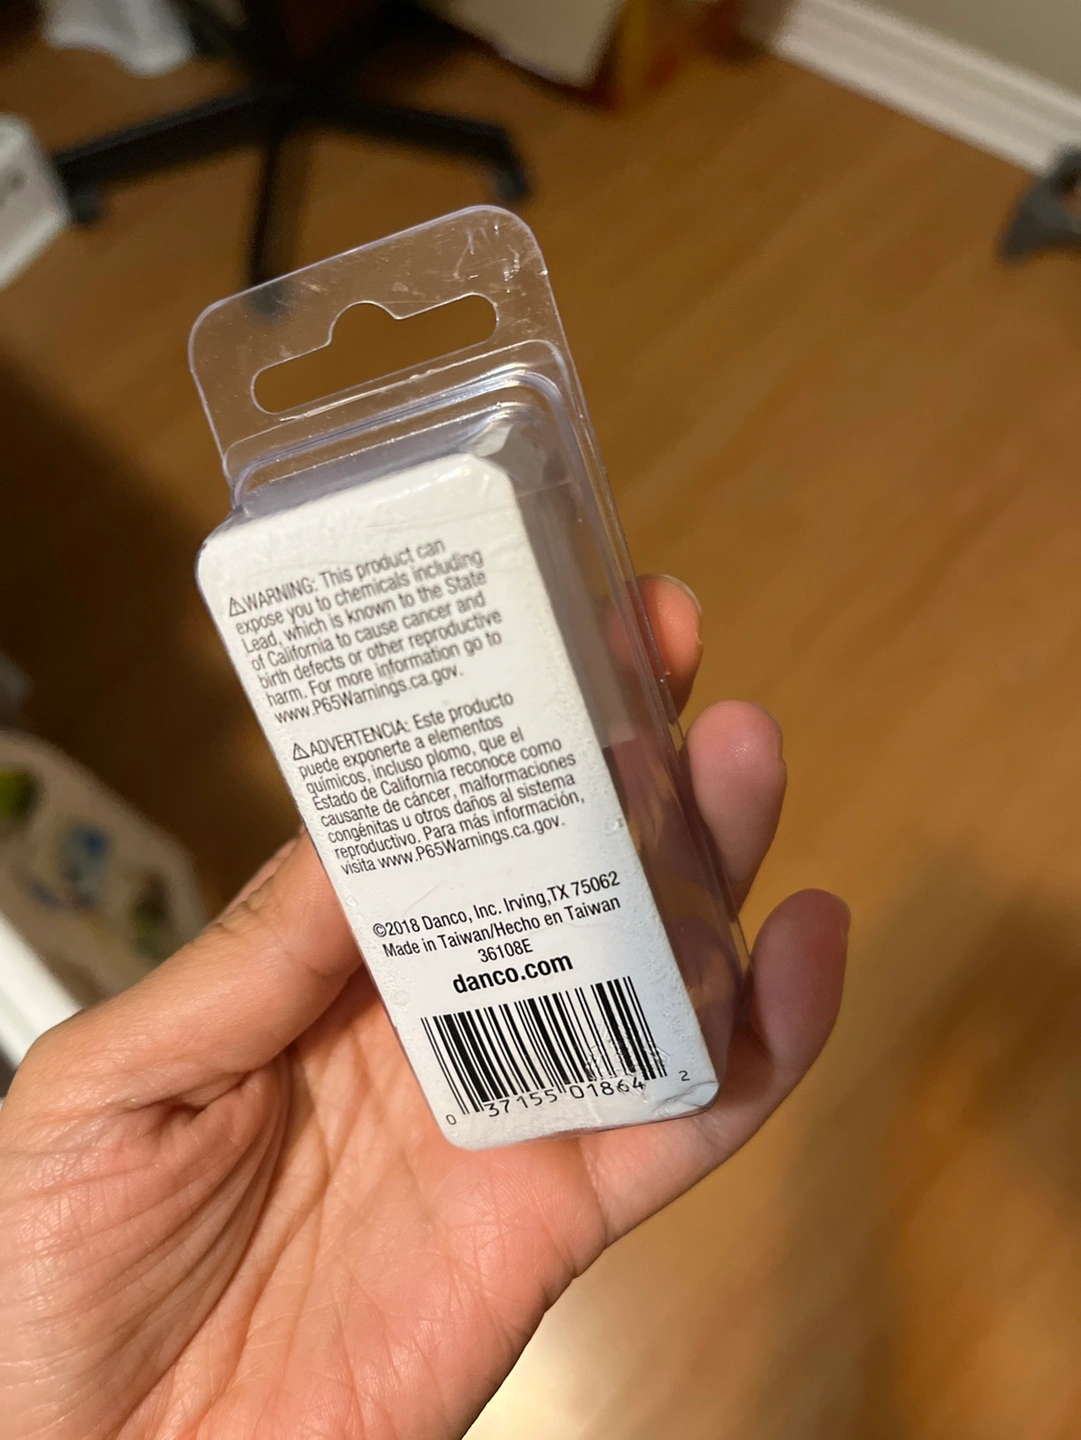 ⚠WARNING: This product can
expose you to chemicals including
Lead, which is known to the State
of California to cause cancer and
birth defects or other reproductive
harm. For more information go to
www.P65Warnings.ca.gov.
⚠ADVERTENCIA: Este producto
puede exponerte a elementos
químicos, incluso plomo, que el
Estado de California reconoce como
causante de cáncer, malformaciones
congénitas u otros daños al sistema
reproductivo. Para más información,
visita www.P65Warnings.ca.gov.
©2018 Danco, Inc. Irving,TX 75062
Made in Taiwan/Hecho en Taiwan
36108E
danco.com
0 37155 01864 2